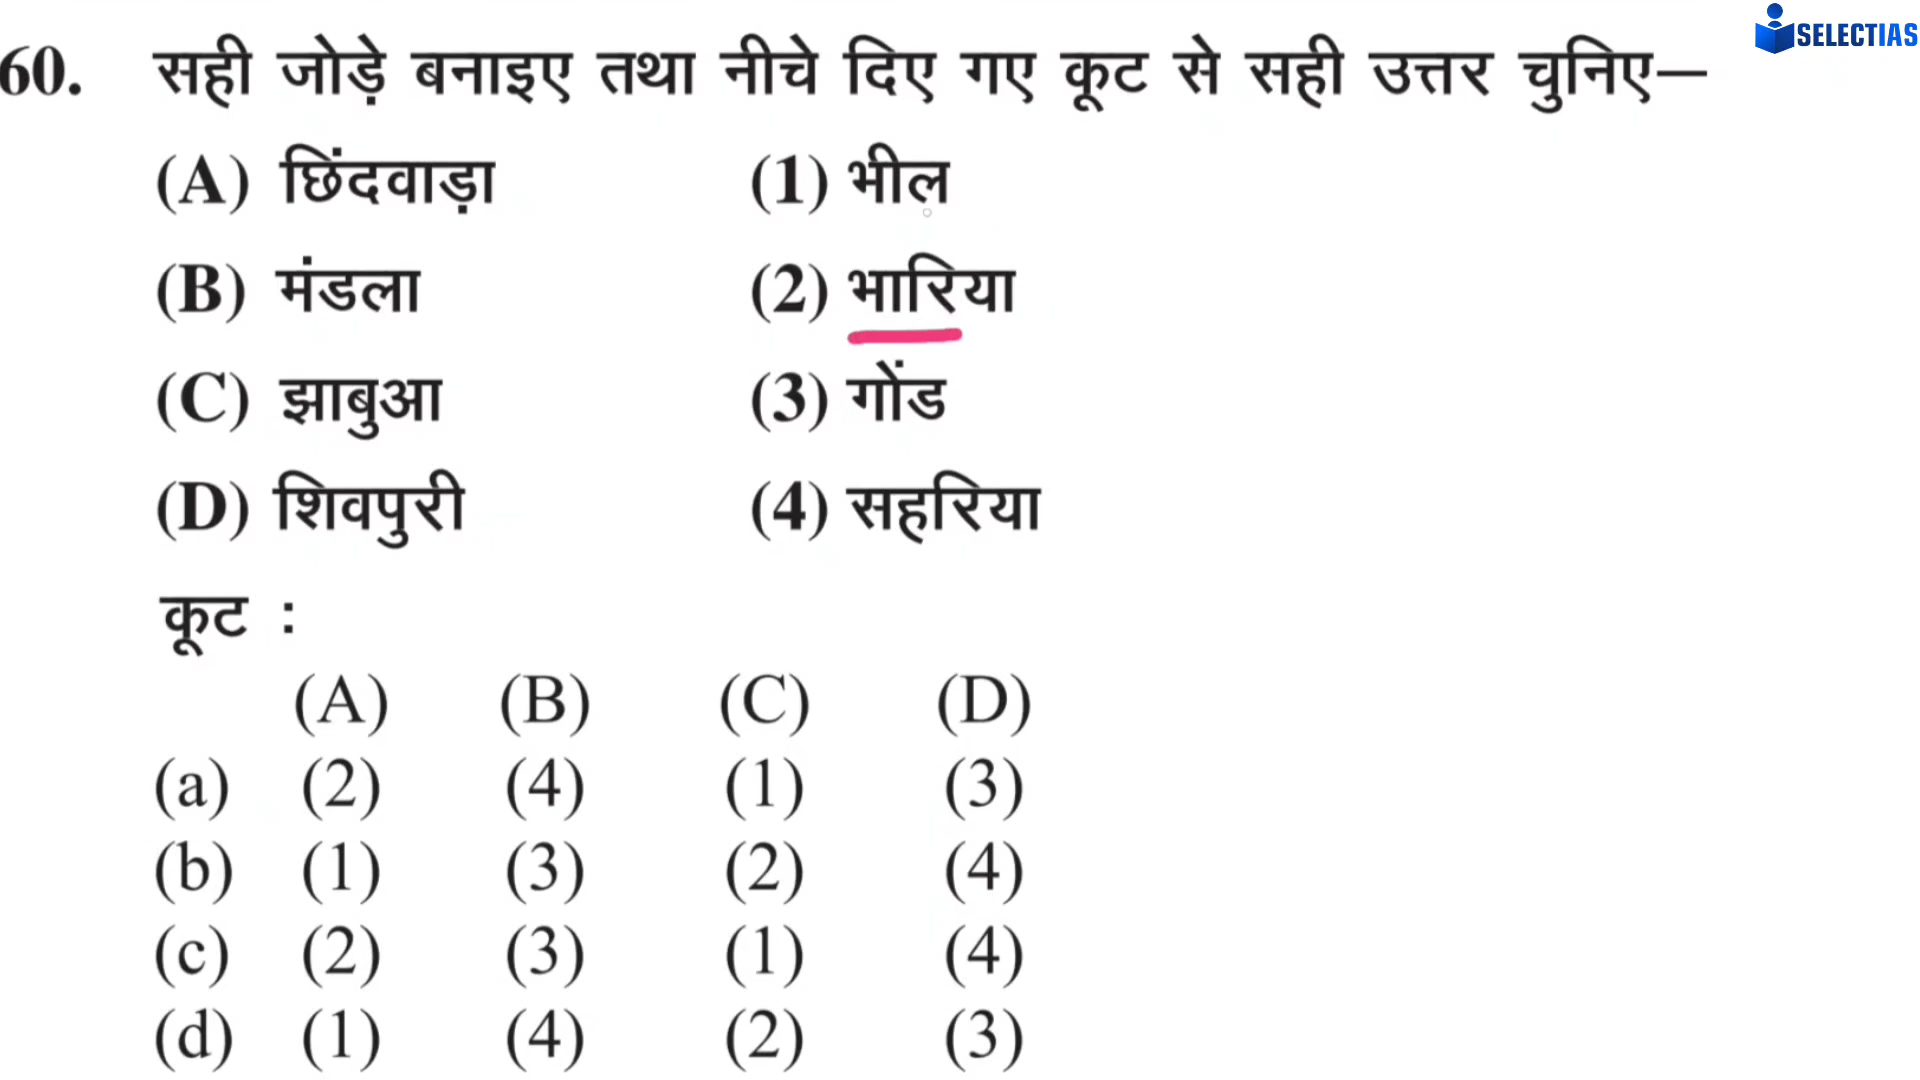 SELECTIAS
60. सही जोड़े बनाइए तथा नीचे दिए गए कूट से सही उत्तर चुनिए—
(A) छिंदवाड़ा (1) भील
(B) मंडला (2) भारिया
(C) झाबुआ (3) गोंड
(D) शिवपुरी (4) सहरिया
कूट :
(A) (B) (C) (D)
(a) (2) (4) (1) (3)
(b) (1) (3) (2) (4)
(c) (2) (3) (1) (4)
(d) (1) (4) (2) (3)